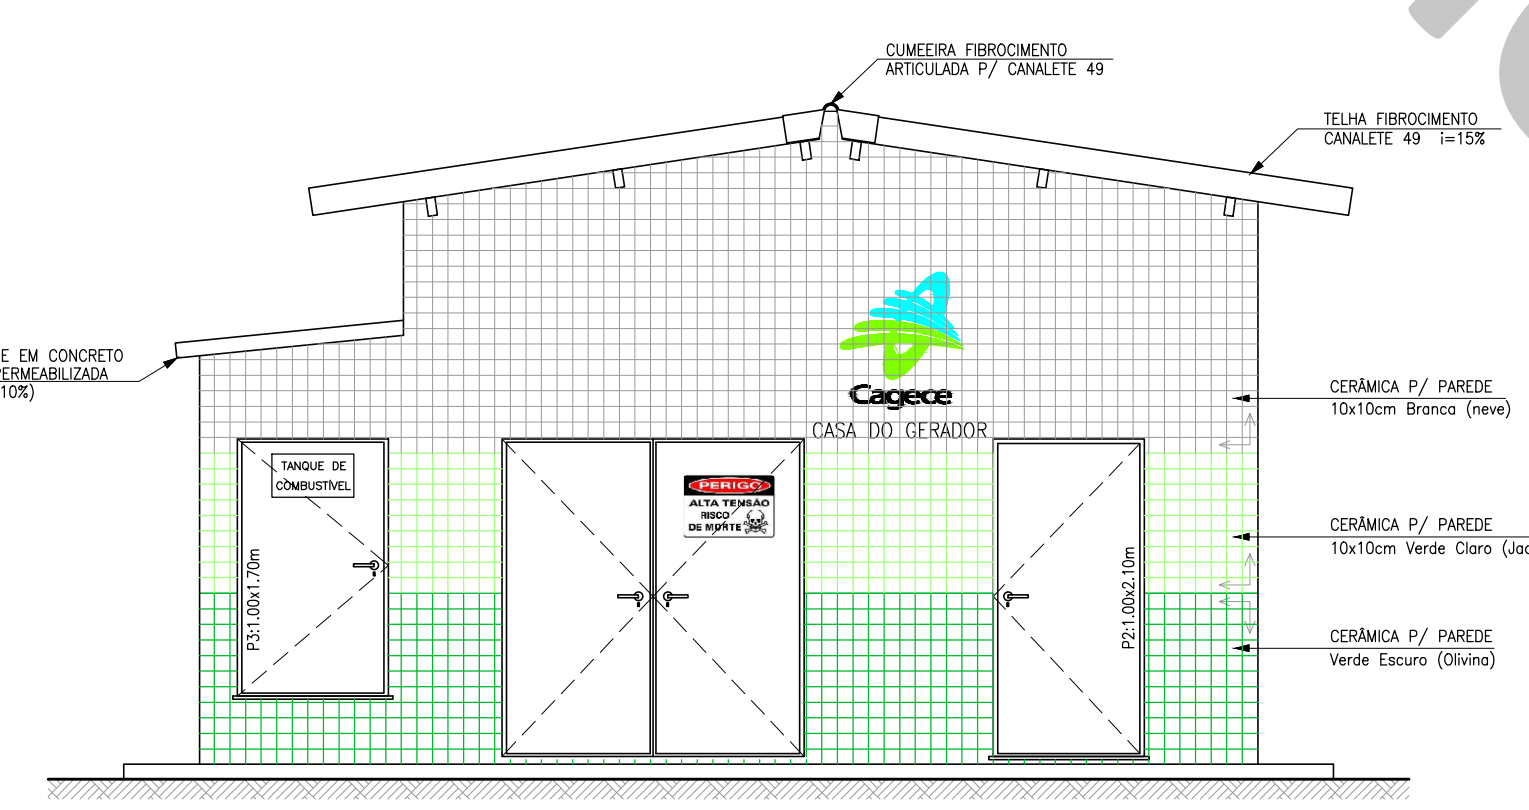 CUMEEIRA FIBROCIMENTO
ARTICULADA P/ CANALETE 49
TELHA FIBROCIMENTO
CANALETE 49 i=15%
E EM CONCRETO
PERMEABILIZADA
10%)
Cagece
CASA DO GERADOR
CERÂMICA P/ PAREDE
10x10cm Branca (neve)
TANQUE DE
COMBUSTÍVEL
PERIGO
ALTA TENSÃO
RISCO
DE MORTE
CERÂMICA P/ PAREDE
10x10cm Verde Claro (Jad
P3:1.00x1.70m
P2:1.00x2.10m
CERÂMICA P/ PAREDE
Verde Escuro (Olivina)